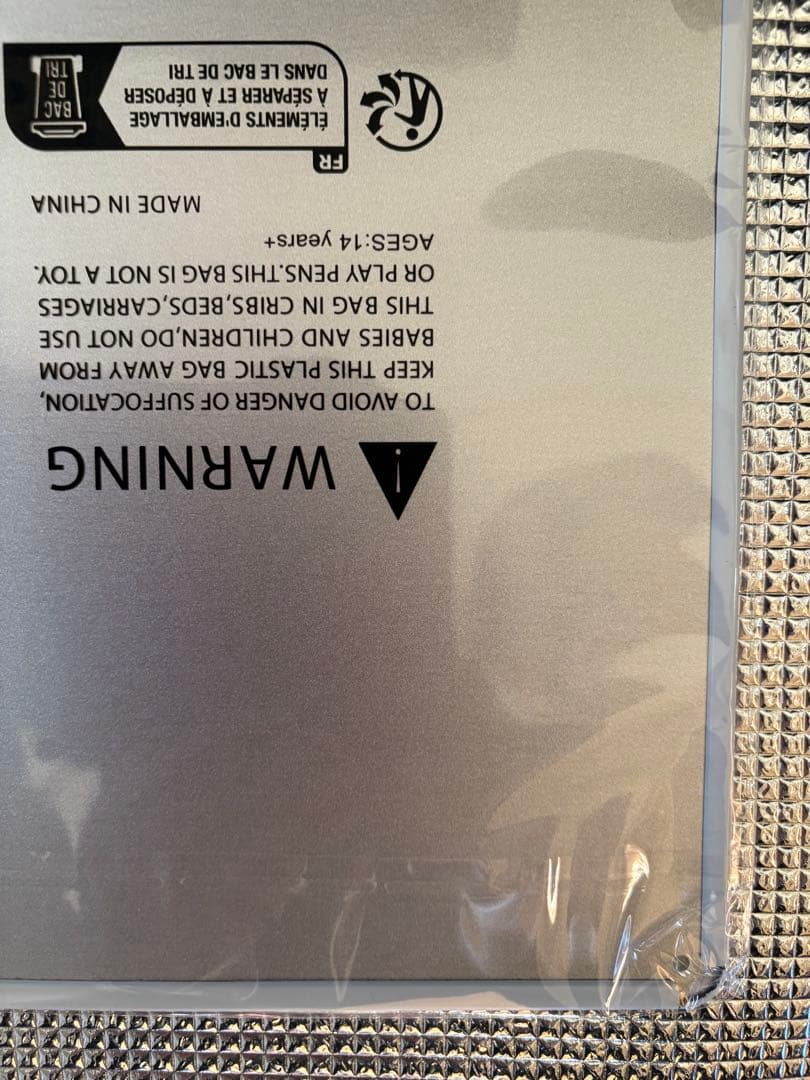 WARNING
TO AVOID DANGER OF SUFFOCATION,
KEEP THIS PLASTIC BAG AWAY FROM
BABIES AND CHILDREN,DO NOT USE
THIS BAG IN CRIBS,BEDS,CARRIAGES
OR PLAY PENS.THIS BAG IS NOT A TOY.
AGES:14 years+
MADE IN CHINA
FR
ÉLÉMENTS D'EMBALLAGE
À SÉPARER ET À DÉPOSER
DANS LE BAC DE TRI
BAC
DE
TRI